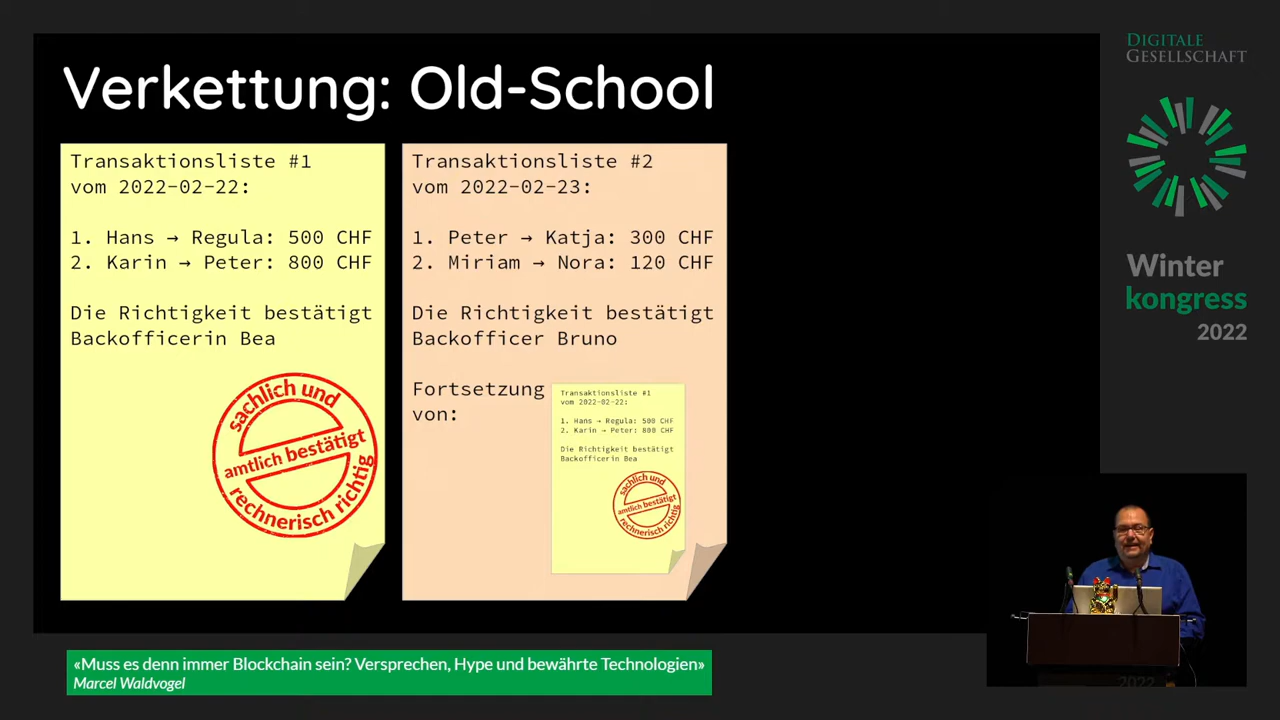 Verkettung: Old-School
Transaktionsliste #1
vom 2022-02-22:
1. Hans → Regula: 500 CHF
2. Karin → Peter: 800 CHF
Die Richtigkeit bestätigt
Backofficerin Bea
sachlich und
amtlich bestätigt
rechnerisch richtig
Transaktionsliste #2
vom 2022-02-23:
1. Peter → Katja: 300 CHF
2. Miriam → Nora: 120 CHF
Die Richtigkeit bestätigt
Backofficer Bruno
Fortsetzung
von:
Transaktionsliste #1
vom 2022-02-22:
1. Hans → Regula: 500 CHF
2. Karin → Peter: 800 CHF
Die Richtigkeit bestätigt
Backofficerin Bea
sachlich und
amtlich bestätigt
rechnerisch richtig
DIGITALE
GESELLSCHAFT
Winter
kongress
2022
«Muss es denn immer Blockchain sein? Versprechen, Hype und bewährte Technologien»
Marcel Waldvogel
2022